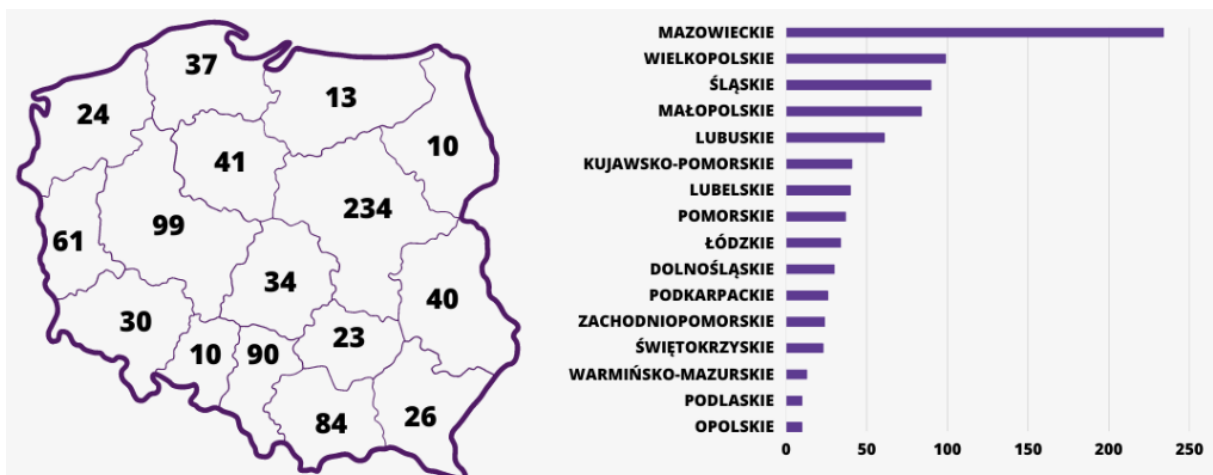 37
24
13
41
10
99
234
61
34
40
30
10
90
23
84
26
MAZOWIECKIE
WIELKOPOLSKIE
ŚLĄSKIE
MAŁOPOLSKIE
LUBUSKIE
KUJAWSKO-POMORSKIE
LUBELSKIE
POMORSKIE
ŁÓDZKIE
DOLNOŚLĄSKIE
PODKARPACKIE
ZACHODNIOPOMORSKIE
ŚWIĘTOKRZYSKIE
WARMIŃSKO-MAZURSKIE
PODLASKIE
OPOLSKIE
0 50 100 150 200 250